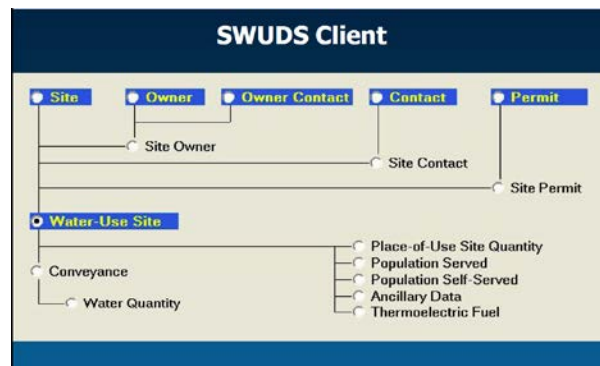 SWUDS Client
Site Owner Owner Contact Contact Permit
Site Owner
Site Contact
Site Permit
Water-Use Site
Place-of-Use Site Quantity
Conveyance
Population Served
Population Self-Served
Ancillary Data
Water Quantity
Thermoelectric Fuel